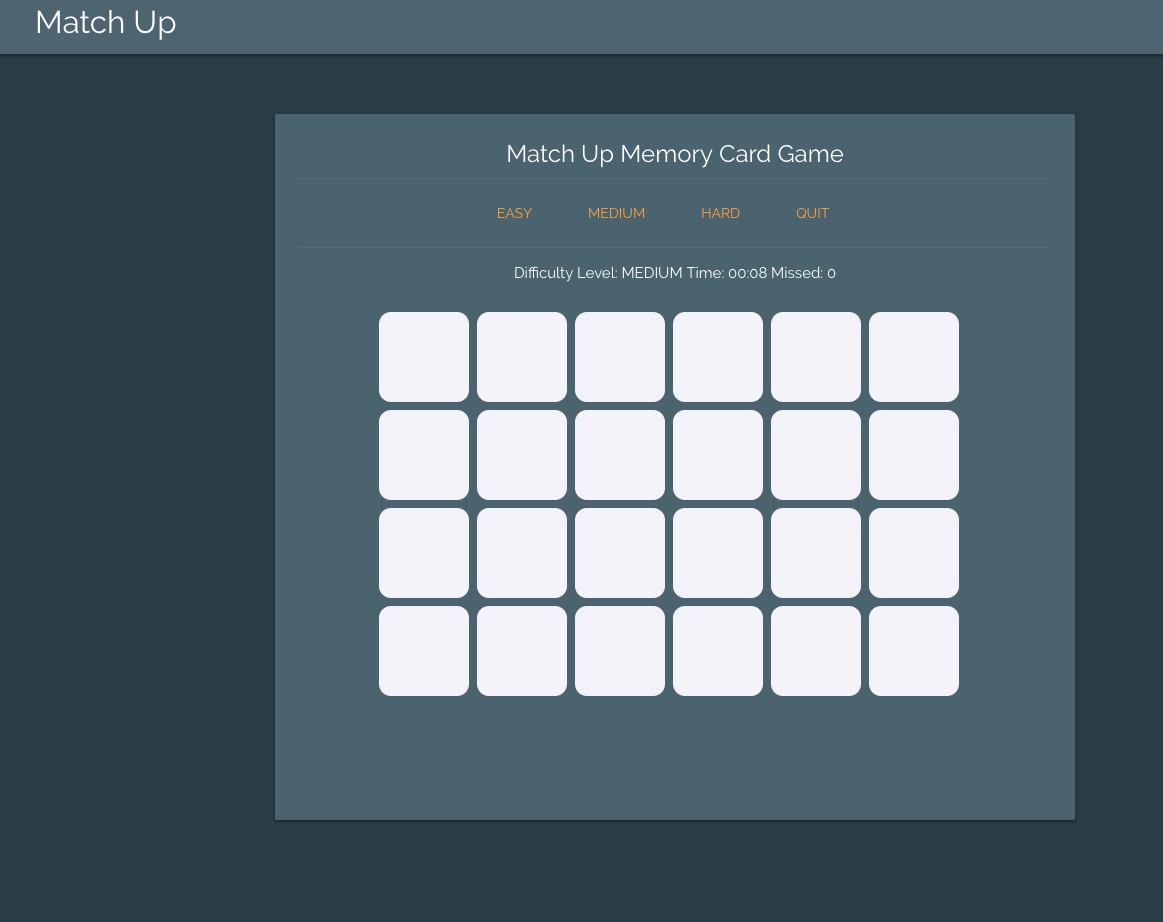 Match Up
Match Up Memory Card Game
EASY MEDIUM HARD QUIT
Difficulty Level: MEDIUM Time: 00:08 Missed: 0